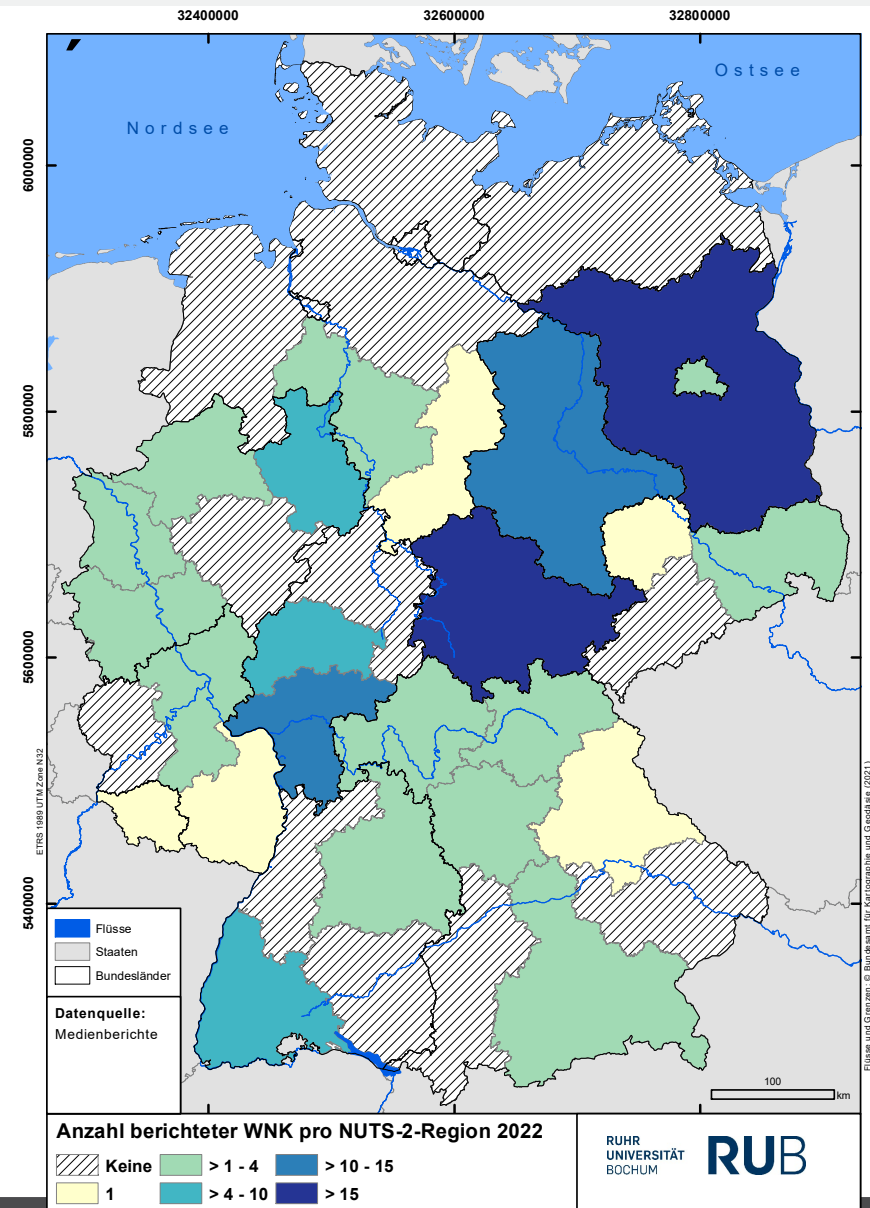 32400000 32600000 32800000
Ostsee
Nordsee
6000000
5800000
5600000
5400000
ETRS 1989 UTM Zone N32
Flüsse und Grenzen: © Bundesamt für Kartographie und Geodäsie (2021)
Flüsse
Staaten
Bundesländer
Datenquelle:
Medienberichte
100
km
Anzahl berichteter WNK pro NUTS-2-Region 2022
Keine > 1 - 4 > 10 - 15
1 > 4 - 10 > 15
RUHR
UNIVERSITÄT
BOCHUM
RUB